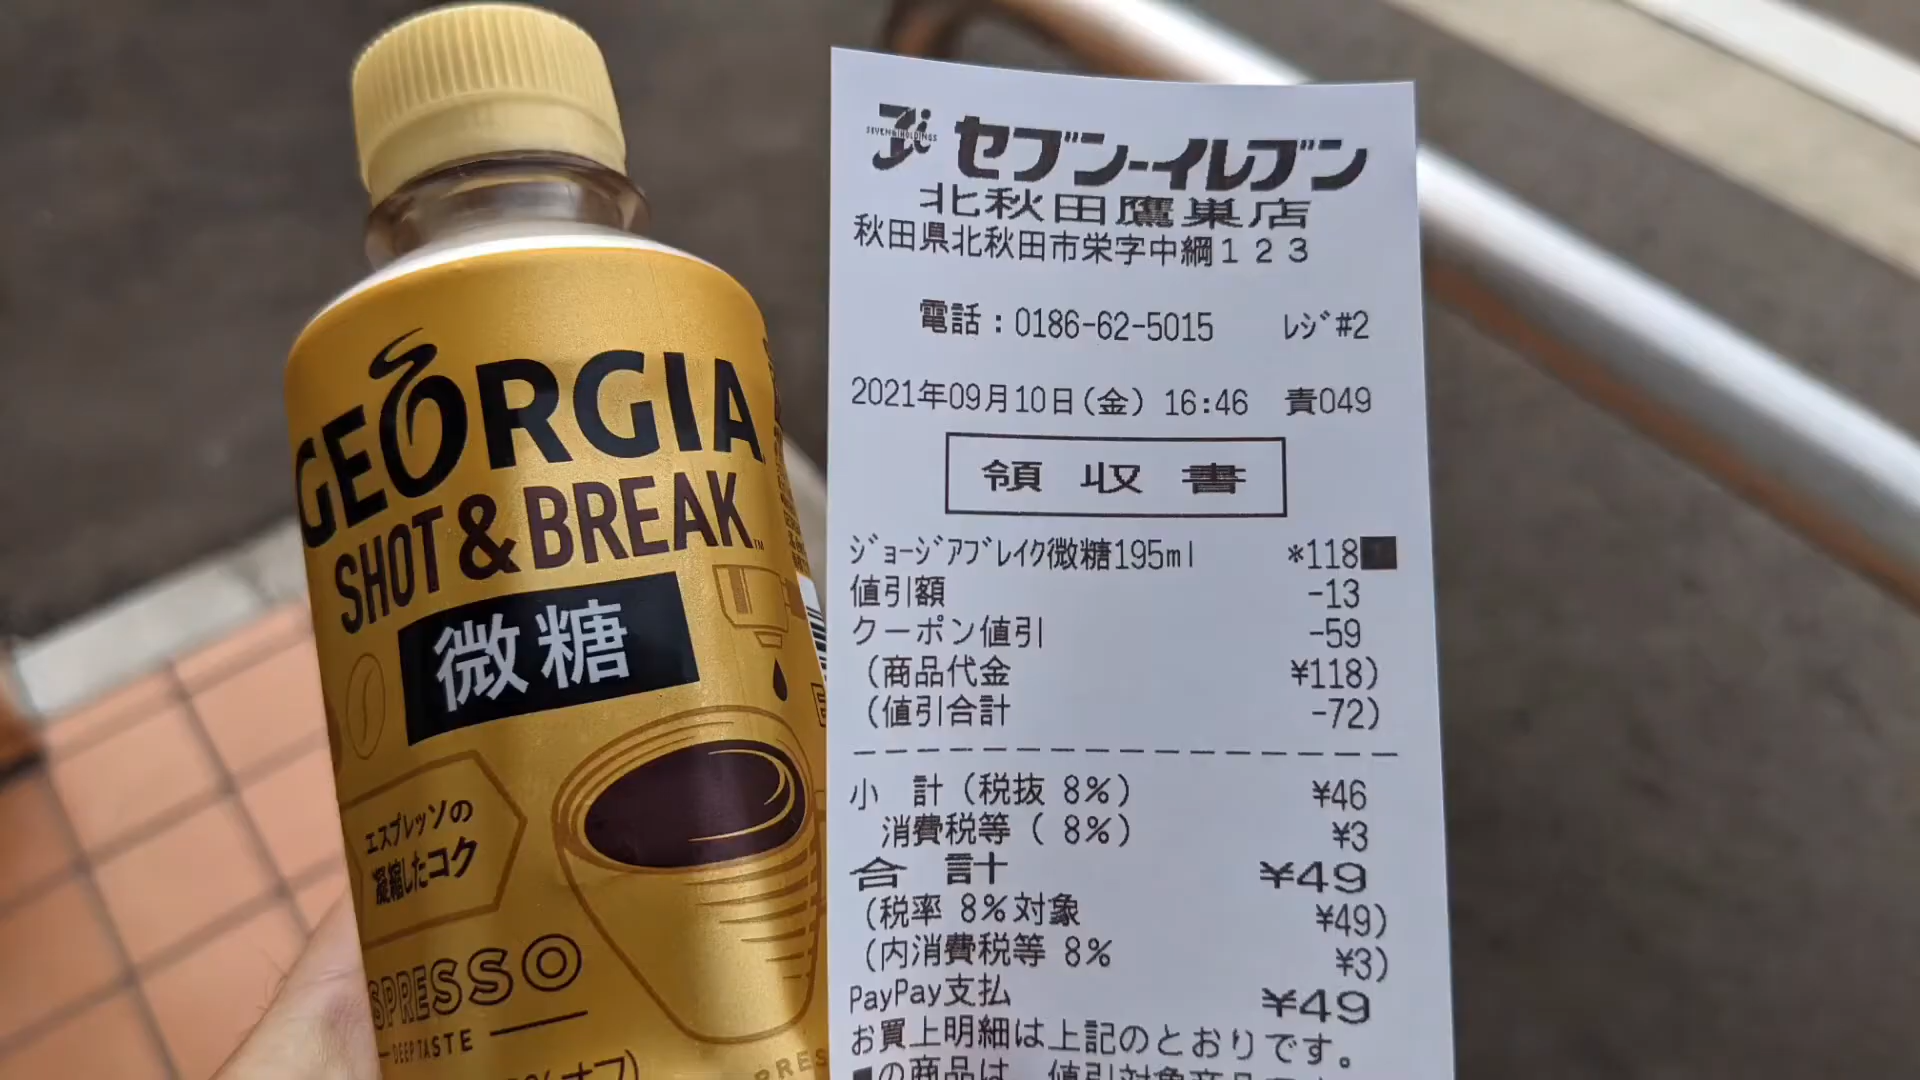 GEORGIA
SHOT & BREAK™
微糖
エスプレッソの
凝縮したコク
ESPRESSO
DEEP TASTE
セブン-イレブン
北秋田鷹巣店
秋田県北秋田市栄字中綱123
電話:0186-62-5015 レジ#2
2021年09月10日(金) 16:46 責049
領収書
ジョージアブレイク微糖195ml *118■
値引額 -13
クーポン値引 -59
(商品代金 ¥118)
(値引合計 -72)
小 計(税抜 8%) ¥46
消費税等( 8%) ¥3
合 計 ¥49
(税率 8%対象 ¥49)
(内消費税等 8% ¥3)
PayPay支払 ¥49
お買上明細は上記のとおりです。